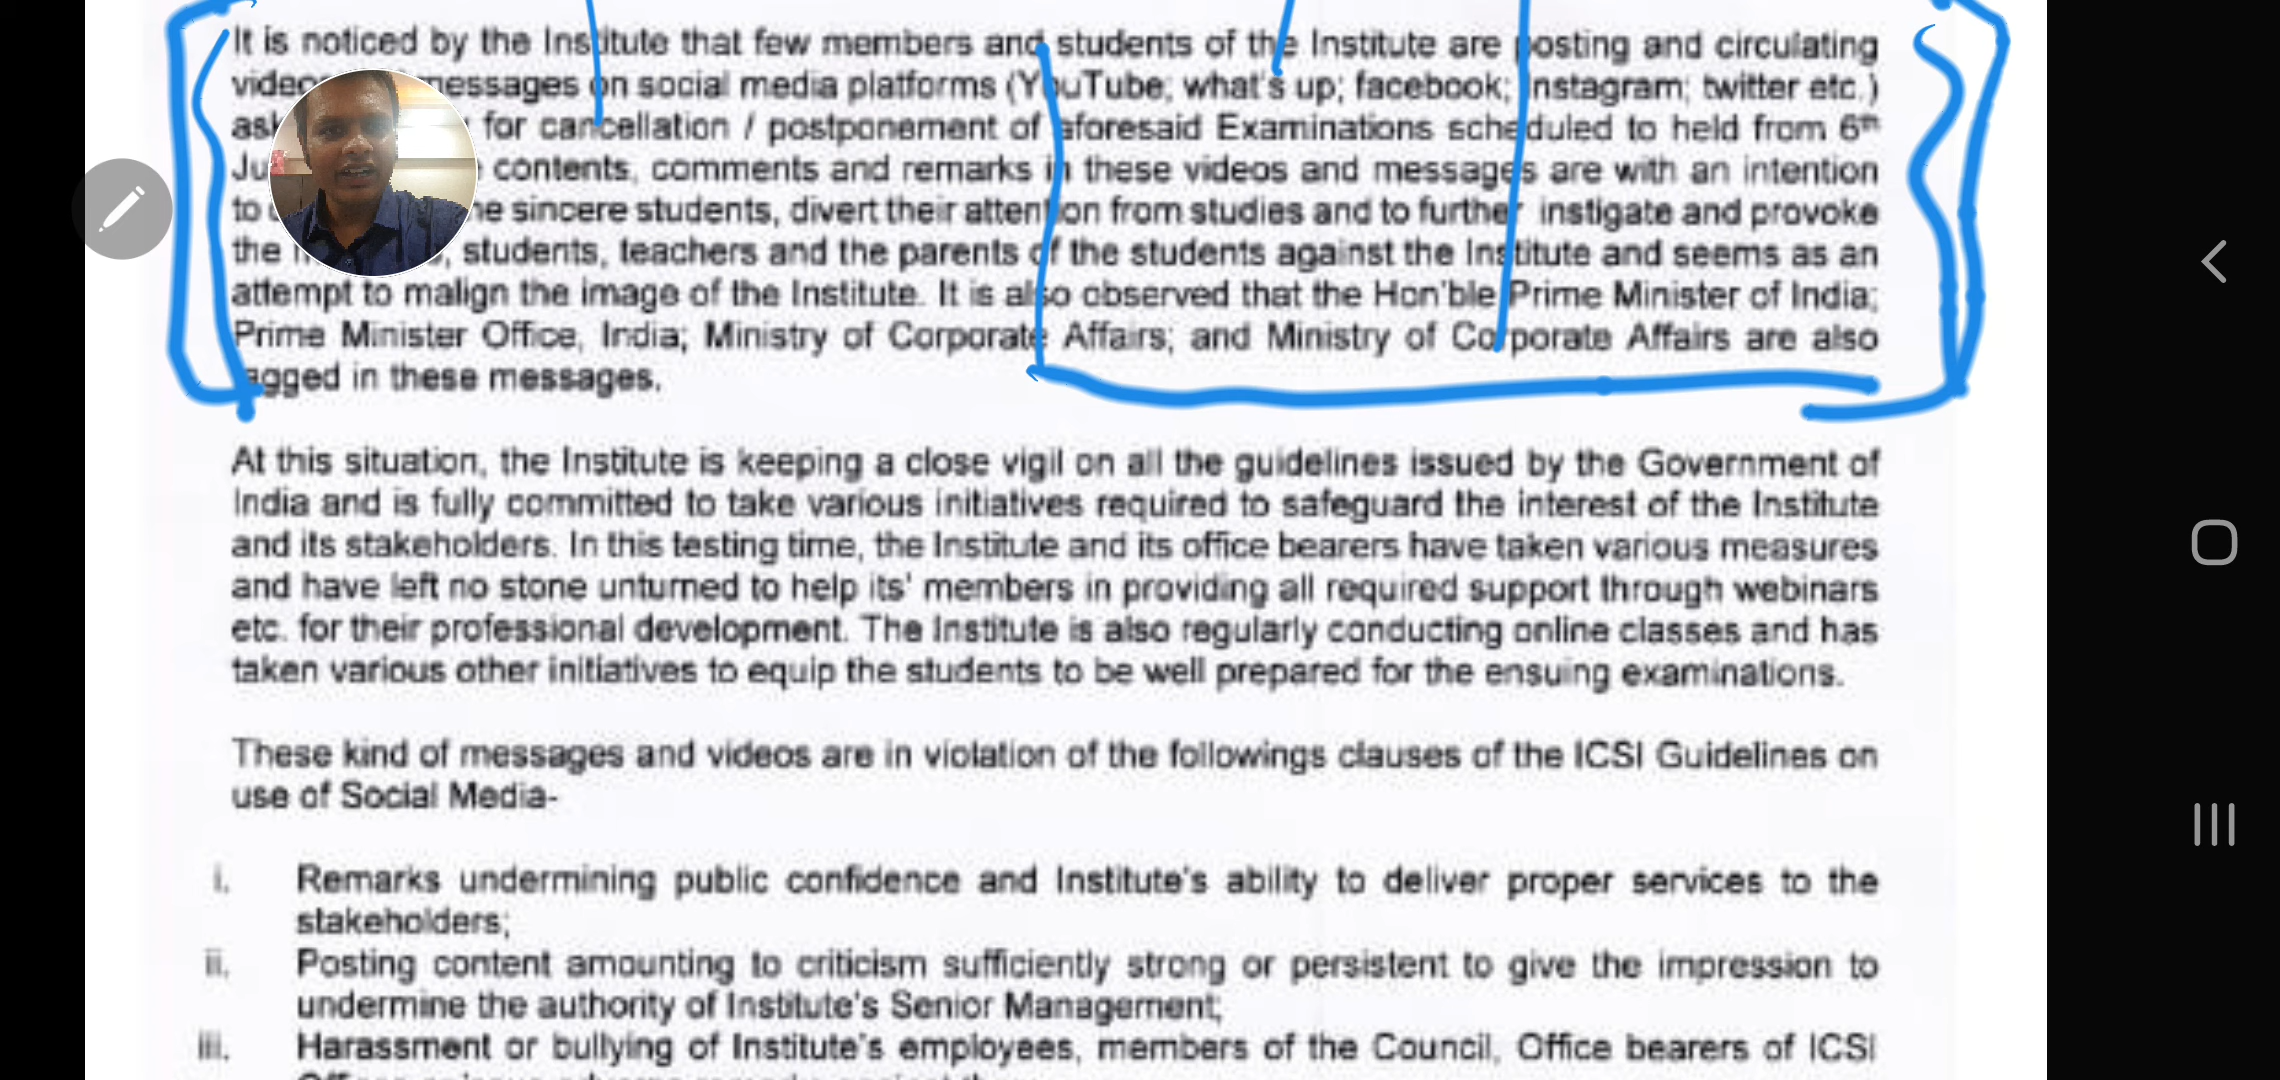 It is noticed by the Institute that few members and students of the Institute are posting and circulating
messages on social media platforms (YouTube; what's up; facebook; Instagram; twitter etc.)
for cancellation / postponement of aforesaid Examinations scheduled to held from 6th
contents, comments and remarks in these videos and messages are with an intention
to sincere students, divert their attention from studies and to further instigate and provoke
the students, teachers and the parents of the students against the Institute and seems as an
attempt to malign the image of the Institute. It is also observed that the Hon'ble Prime Minister of India;
Prime Minister Office, India; Ministry of Corporate Affairs; and Ministry of Corporate Affairs are also
tagged in these messages.
At this situation, the Institute is keeping a close vigil on all the guidelines issued by the Government of
India and is fully committed to take various initiatives required to safeguard the interest of the Institute
and its stakeholders. In this testing time, the Institute and its office bearers have taken various measures
and have left no stone unturned to help its' members in providing all required support through webinars
etc. for their professional development. The Institute is also regularly conducting online classes and has
taken various other initiatives to equip the students to be well prepared for the ensuing examinations.
These kind of messages and videos are in violation of the followings clauses of the ICSI Guidelines on
use of Social Media-
i. Remarks undermining public confidence and Institute's ability to deliver proper services to the
stakeholders;
ii. Posting content amounting to criticism sufficiently strong or persistent to give the impression to
undermine the authority of Institute's Senior Management;
iii. Harassment or bullying of Institute's employees, members of the Council, Office bearers of ICSI